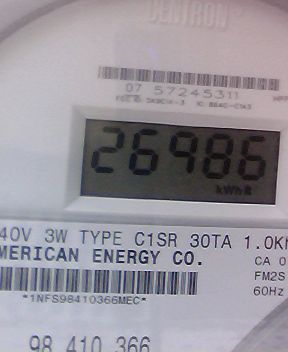 CENTRON
07 57245311
26986
kWh R
40V 3W TYPE C1SR 30TA 1.0Kh
MERICAN ENERGY CO.
CA 0
FM2S
60Hz
*1NFS98410366MEC*
98 410 366